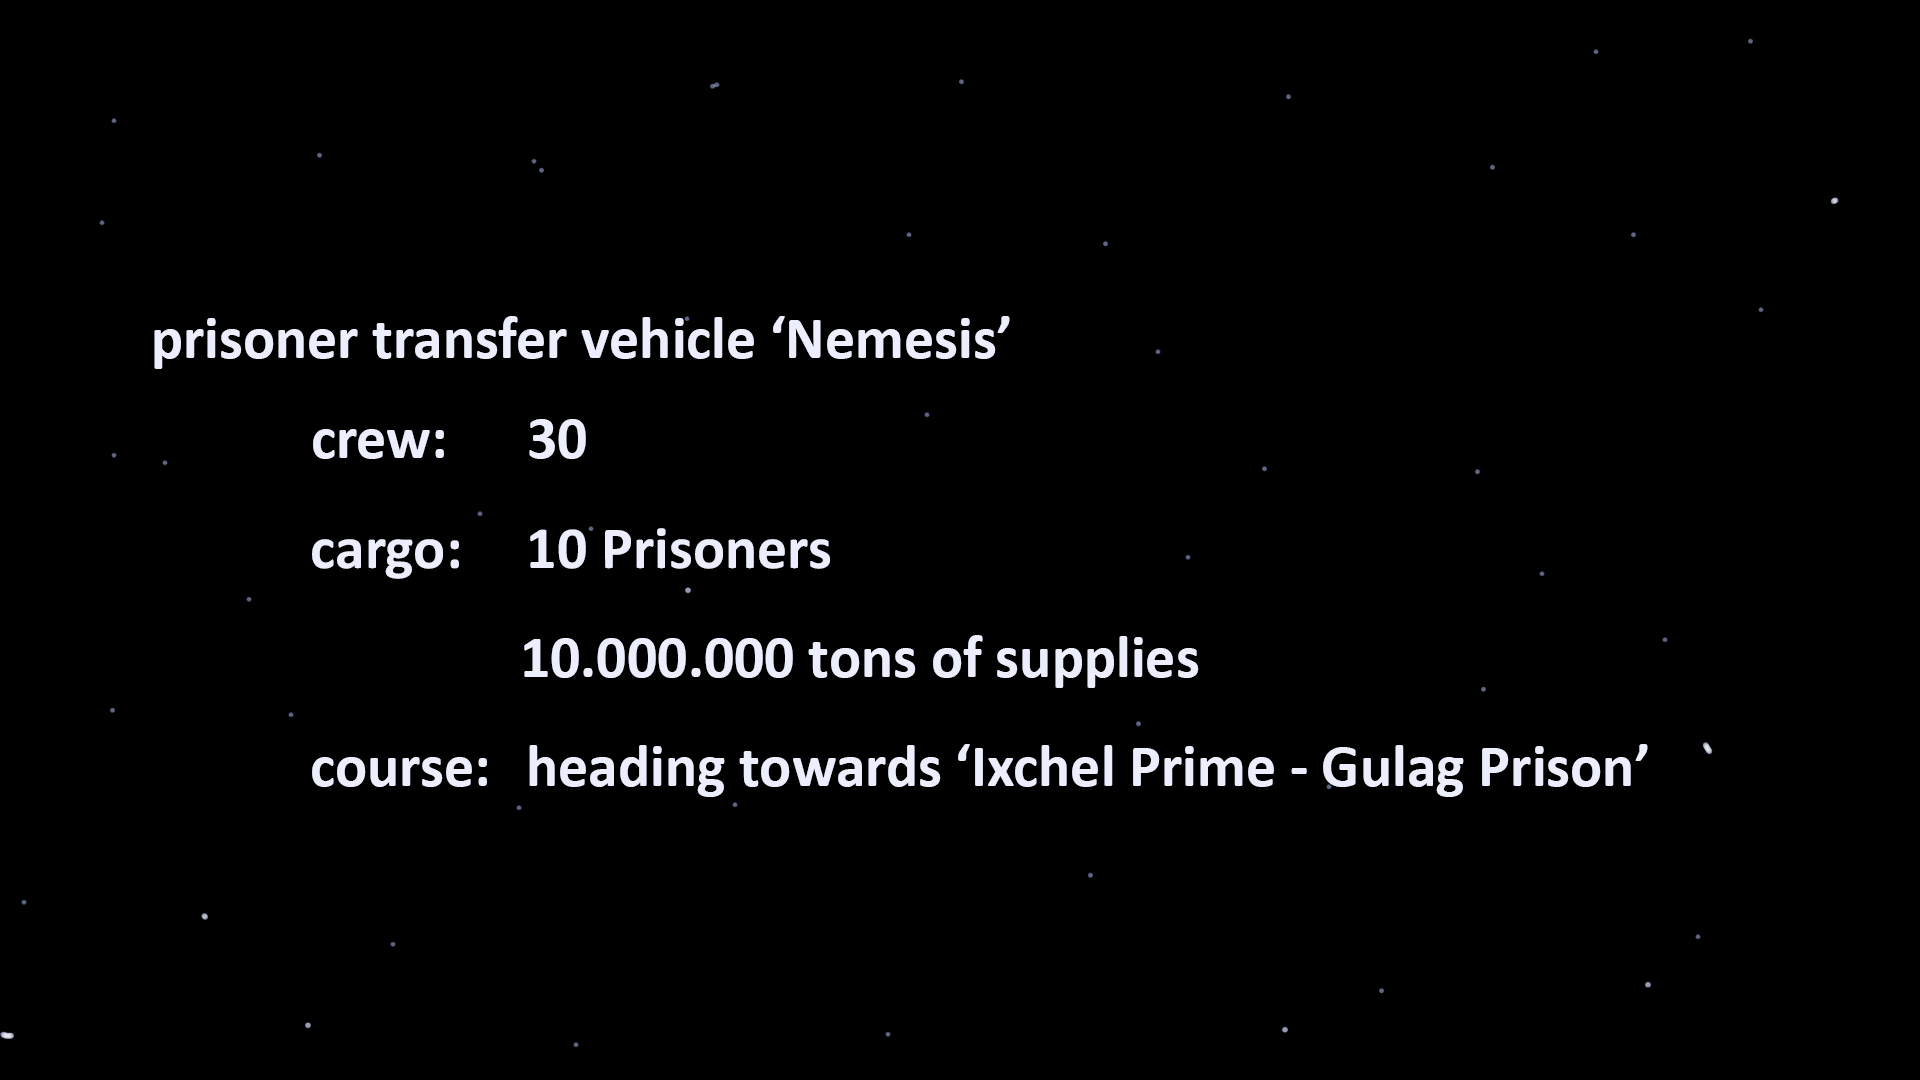 prisoner transfer vehicle ‘Nemesis’
crew: 30
cargo: 10 Prisoners
10.000.000 tons of supplies
course: heading towards ‘Ixchel Prime - Gulag Prison’